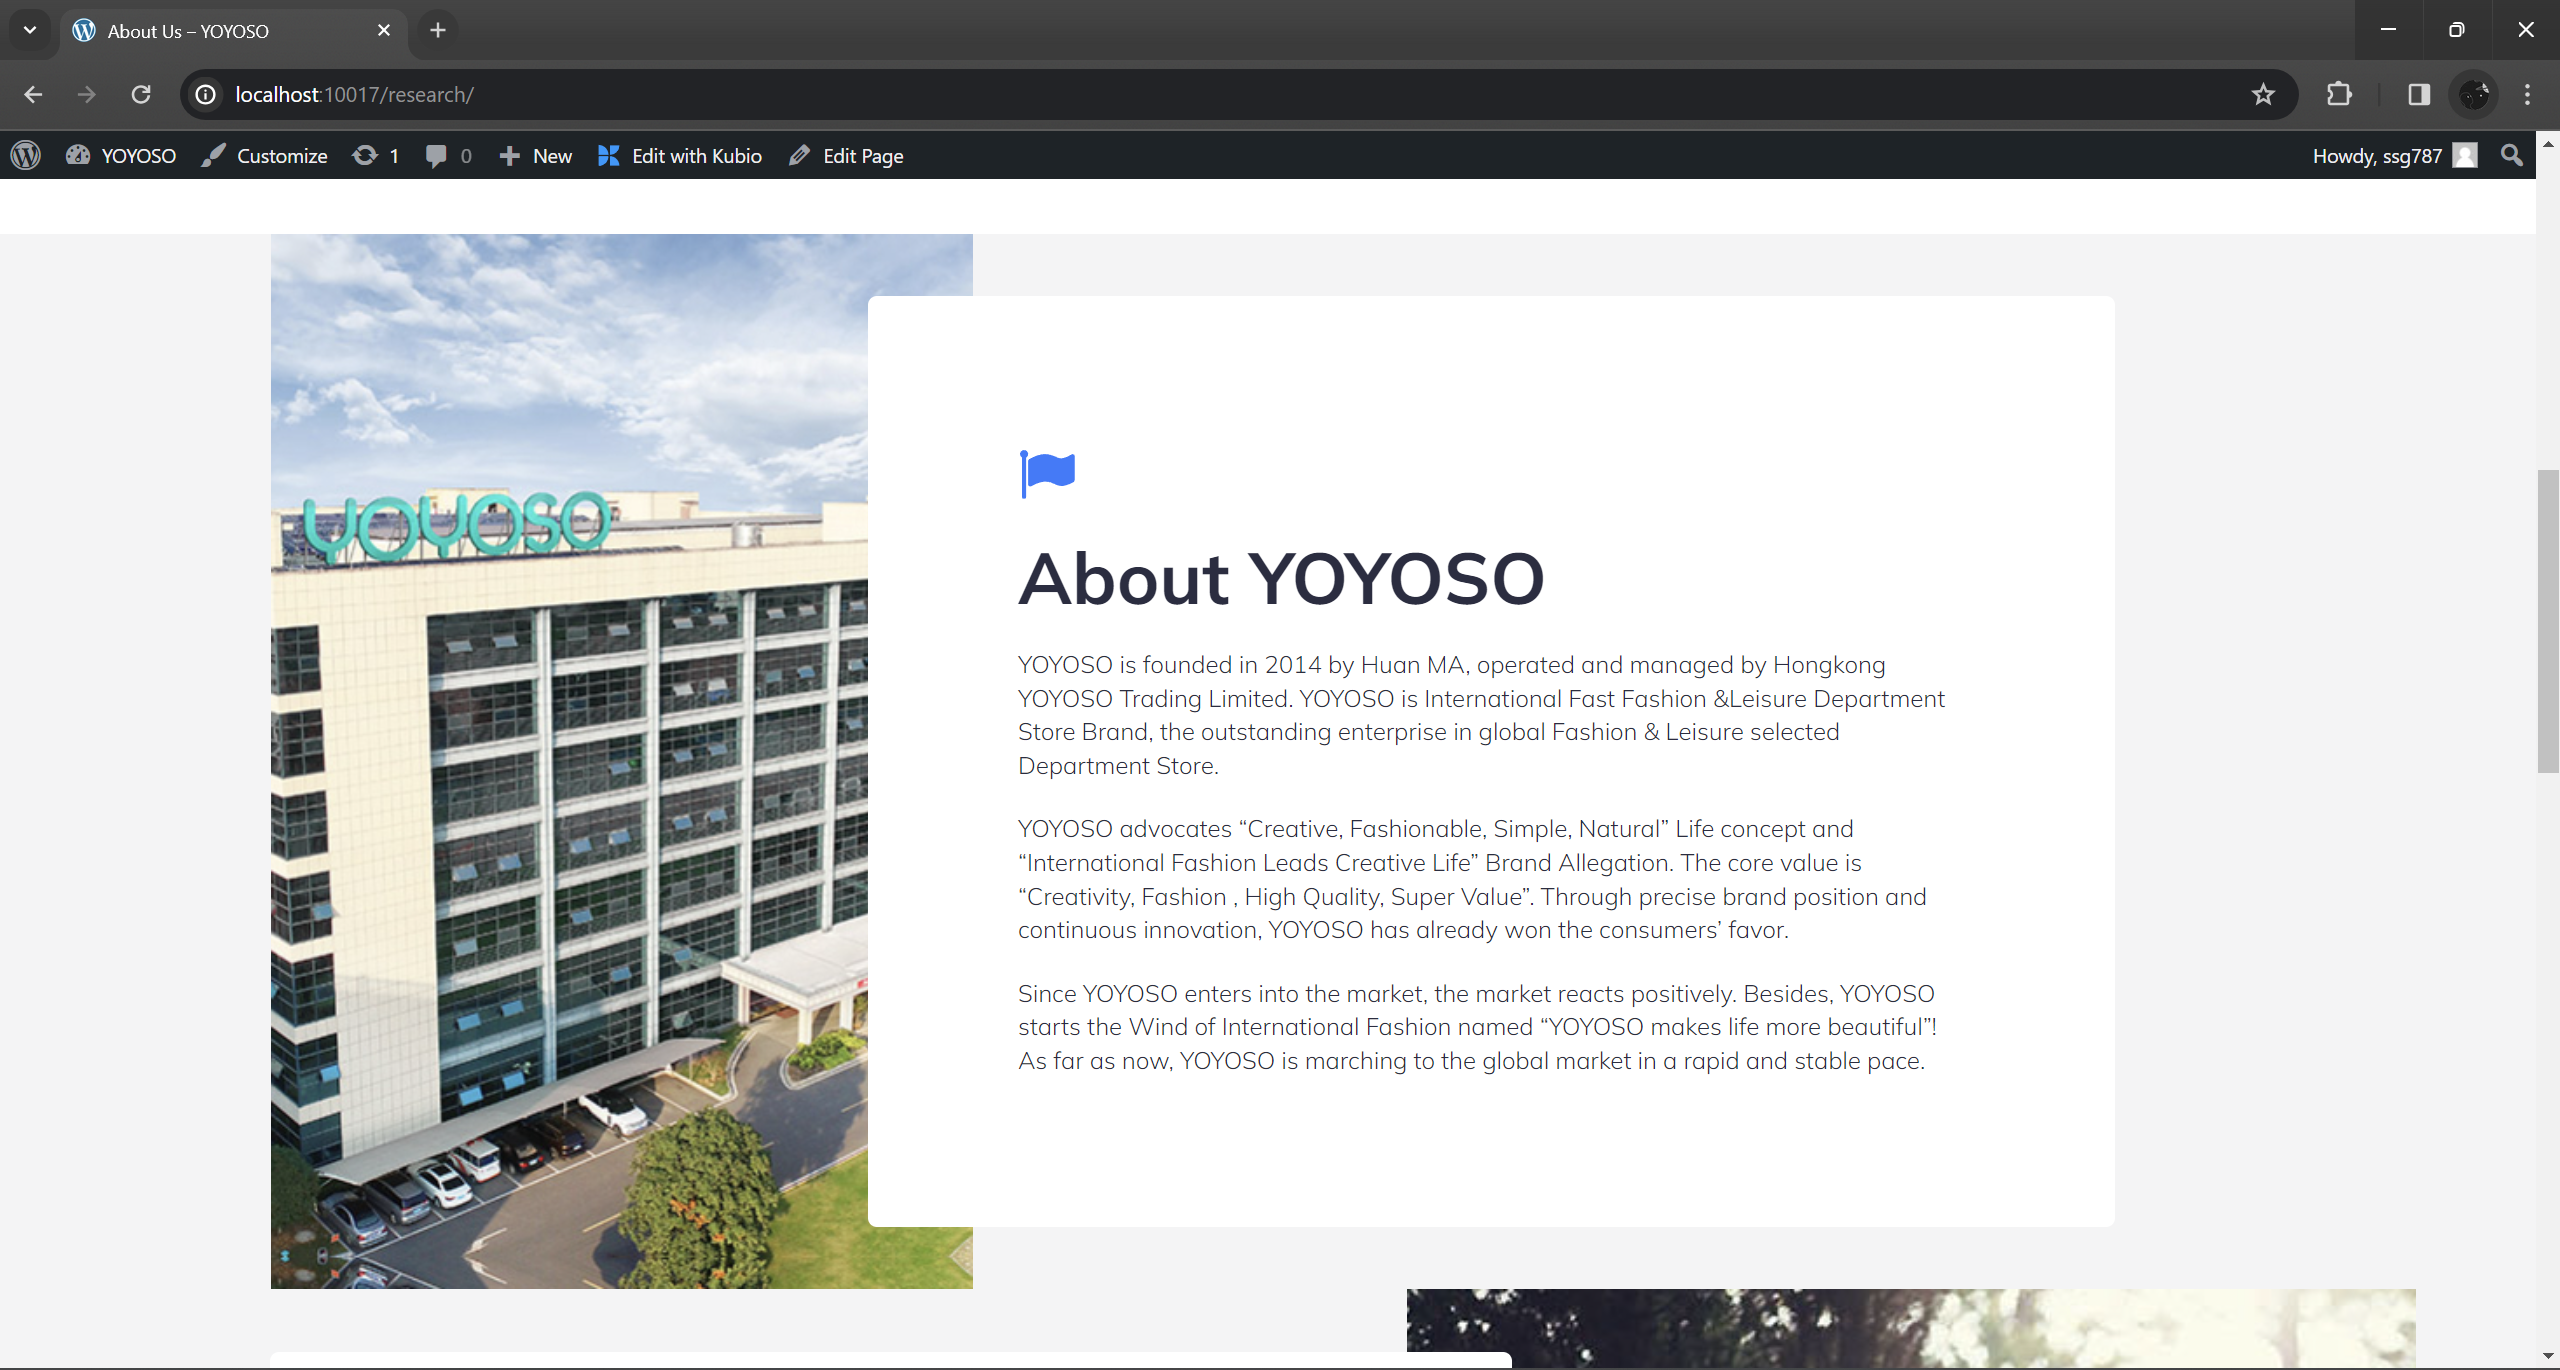 About Us – YOYOSO
localhost:10017/research/
YOYOSO Customize 1 0 New Edit with Kubio Edit Page Howdy, ssg787
YOYOSO
About YOYOSO
YOYOSO is founded in 2014 by Huan MA, operated and managed by Hongkong
YOYOSO Trading Limited. YOYOSO is International Fast Fashion &Leisure Department
Store Brand, the outstanding enterprise in global Fashion & Leisure selected
Department Store.
YOYOSO advocates “Creative, Fashionable, Simple, Natural” Life concept and
“International Fashion Leads Creative Life” Brand Allegation. The core value is
“Creativity, Fashion , High Quality, Super Value”. Through precise brand position and
continuous innovation, YOYOSO has already won the consumers’ favor.
Since YOYOSO enters into the market, the market reacts positively. Besides, YOYOSO
starts the Wind of International Fashion named “YOYOSO makes life more beautiful”!
As far as now, YOYOSO is marching to the global market in a rapid and stable pace.